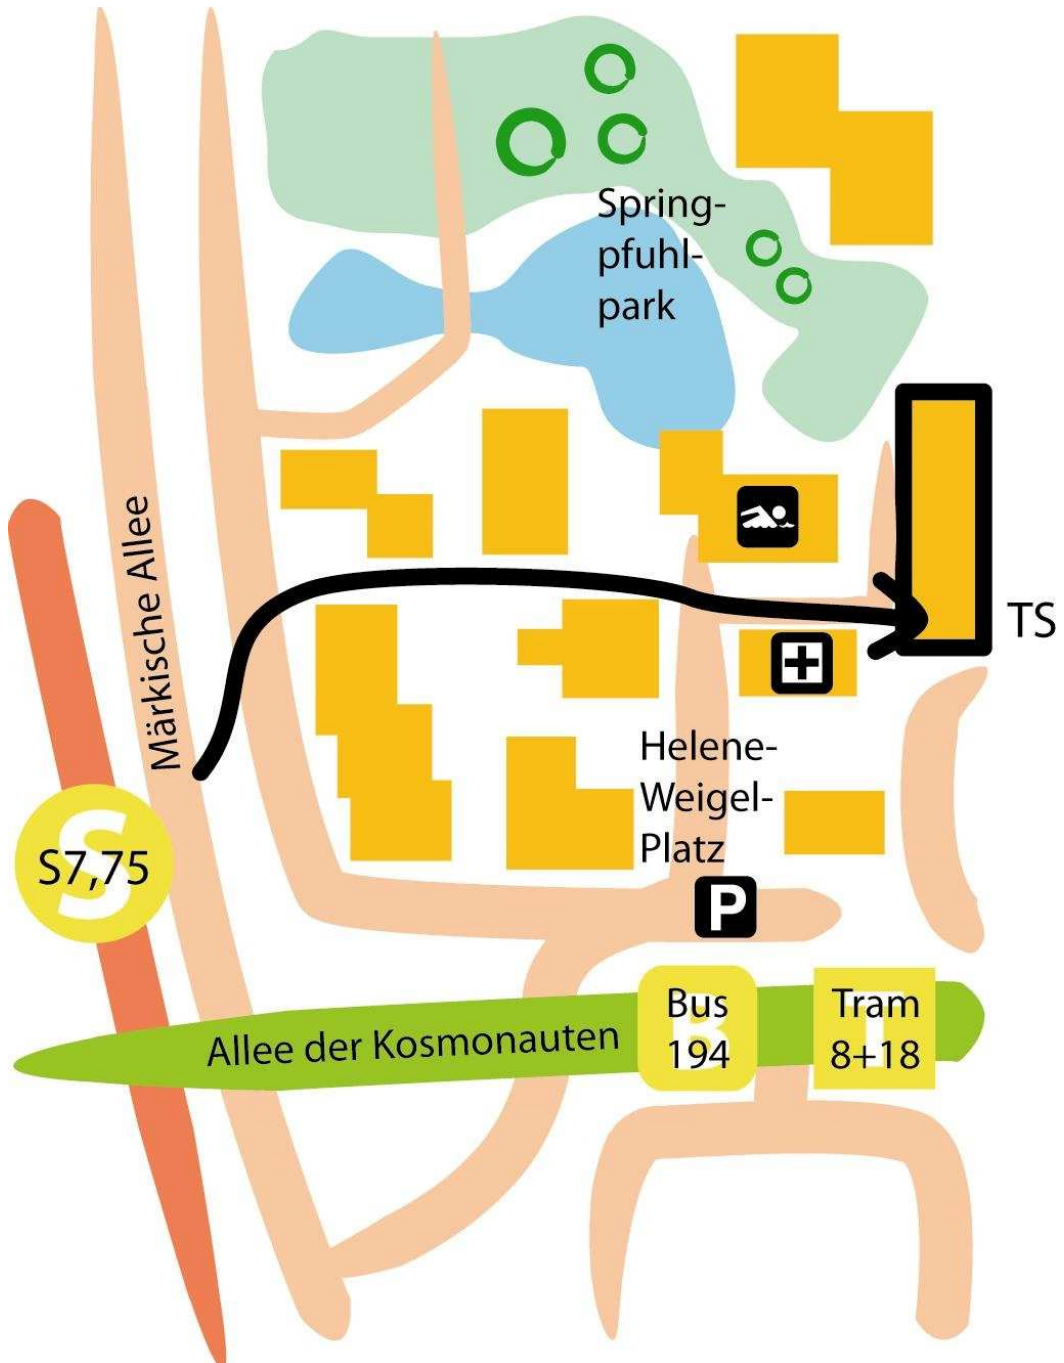 Spring-
pfuhl-
park
Märkische Allee
TS
Helene-
Weigel-
Platz
S
S7,75
P
Allee der Kosmonauten
B
Bus
194
T
Tram
8+18